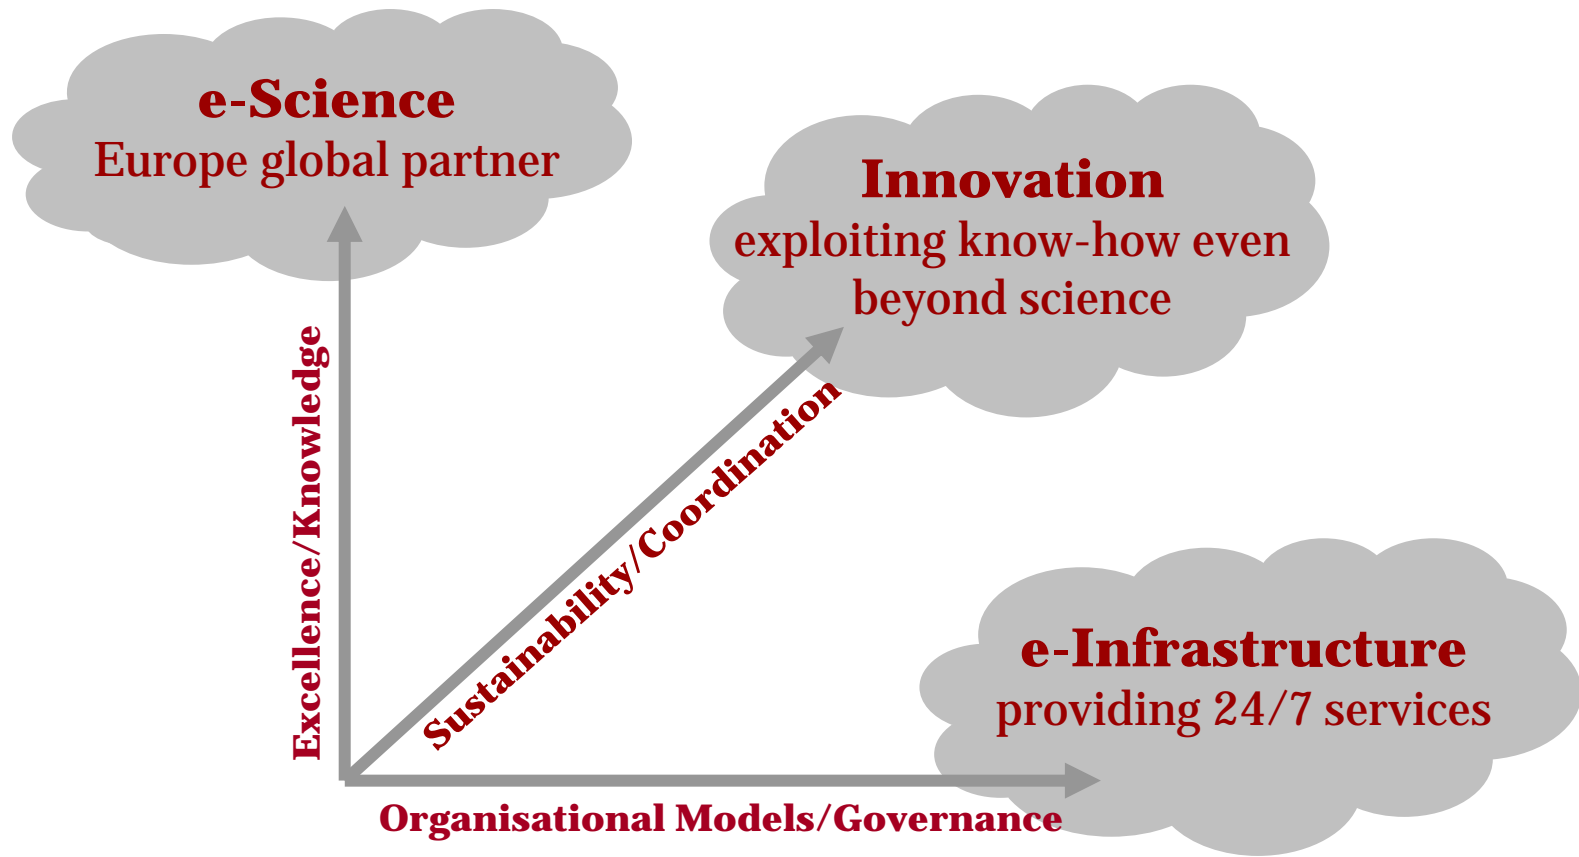 e-Science
Europe global partner
Innovation
exploiting know-how even
beyond science
Excellence/Knowledge
Sustainability/Coordination
e-Infrastructure
providing 24/7 services
Organisational Models/Governance